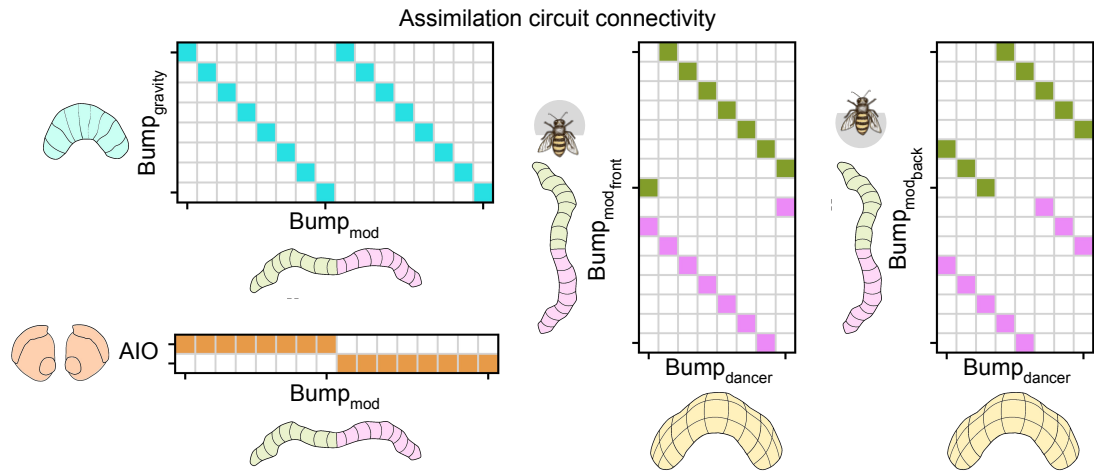 Assimilation circuit connectivity
Bump_gravity
Bump_mod
AIO
Bump_mod
Bump_mod_front
Bump_dancer
Bump_mod_back
Bump_dancer